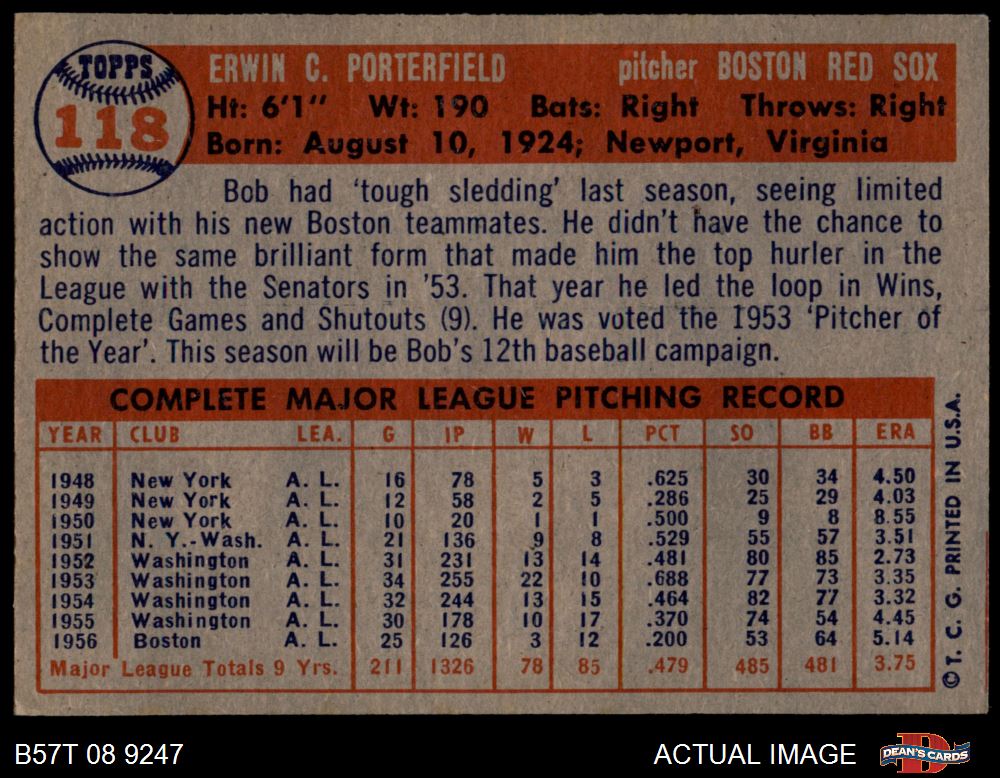 TOPPS
118
ERWIN C. PORTERFIELD pitcher BOSTON RED SOX
Ht: 6'1" Wt: 190 Bats: Right Throws: Right
Born: August 10, 1924; Newport, Virginia
Bob had 'tough sledding' last season, seeing limited
action with his new Boston teammates. He didn't have the chance to
show the same brilliant form that made him the top hurler in the
League with the Senators in '53. That year he led the loop in Wins,
Complete Games and Shutouts (9). He was voted the 1953 'Pitcher of
the Year'. This season will be Bob's 12th baseball campaign.
COMPLETE MAJOR LEAGUE PITCHING RECORD
YEAR CLUB LEA. G IP W L PCT SO BB ERA
1948 New York A. L. 16 78 5 3 .625 30 34 4.50
1949 New York A. L. 12 58 2 5 .286 25 29 4.03
1950 New York A. L. 10 20 1 1 .500 9 8 8.55
1951 N. Y.-Wash. A. L. 21 136 9 8 .529 55 57 3.51
1952 Washington A. L. 31 231 13 14 .481 80 85 2.73
1953 Washington A. L. 34 255 22 10 .688 77 73 3.35
1954 Washington A. L. 32 244 13 15 .464 82 77 3.32
1955 Washington A. L. 30 178 10 17 .370 74 54 4.45
1956 Boston A. L. 25 126 3 12 .200 53 64 5.14
Major League Totals 9 Yrs. 211 1326 78 85 .479 485 481 3.75
© T. C. G. PRINTED IN U.S.A.
B57T 08 9247 ACTUAL IMAGE DEAN'S CARDS